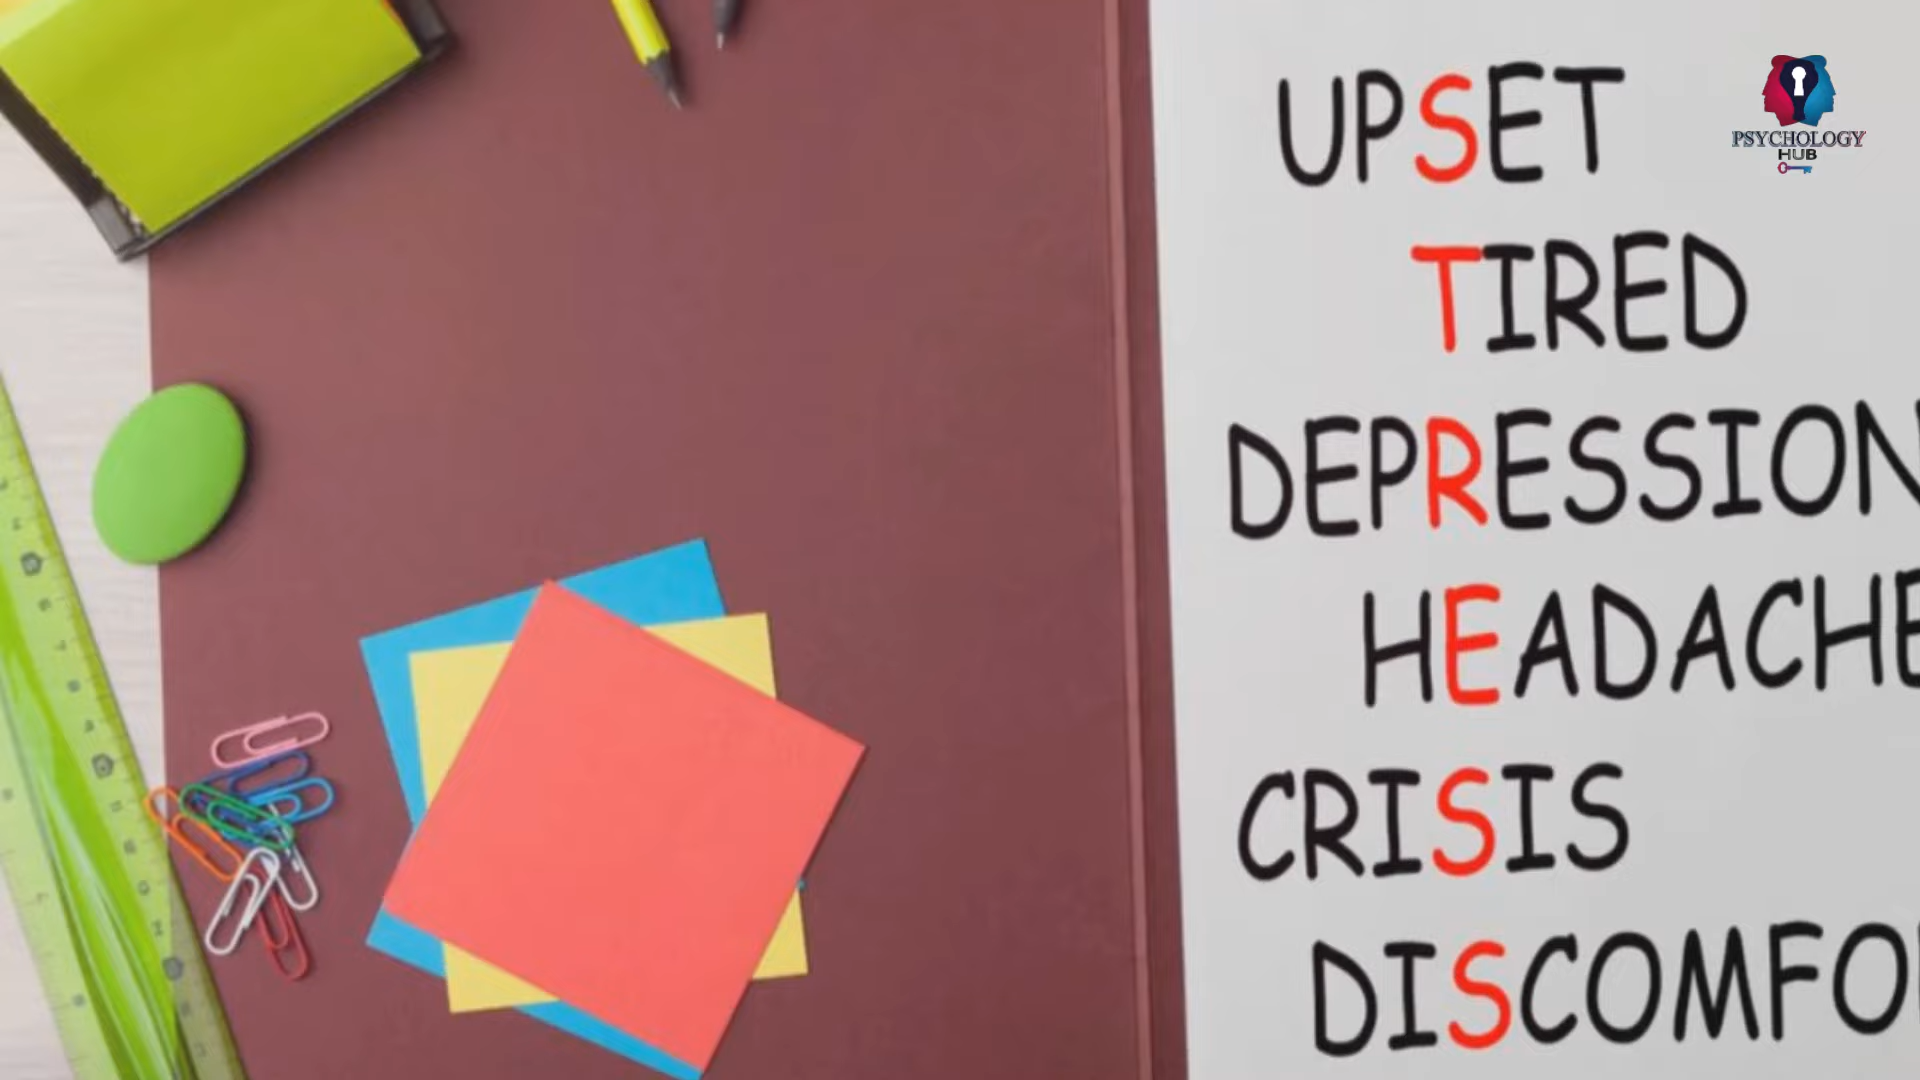 UPSET
TIRED
DEPRESSION
HEADACHE
CRISIS
DISCOMFO
PSYCHOLOGY
HUB